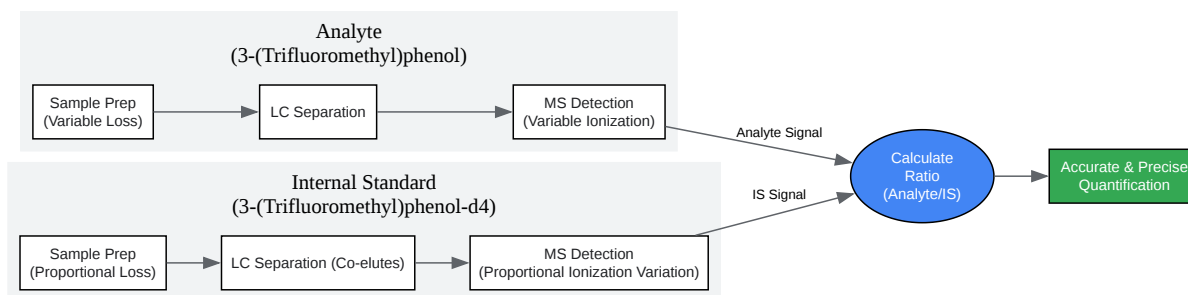 Analyte
(3-(Trifluoromethyl)phenol)
Sample Prep
(Variable Loss)
LC Separation
MS Detection
(Variable Ionization)
Analyte Signal
Internal Standard
(3-(Trifluoromethyl)phenol-d4)
Sample Prep
(Proportional Loss)
LC Separation (Co-elutes)
MS Detection
(Proportional Ionization Variation)
IS Signal
Calculate
Ratio
(Analyte/IS)
Accurate & Precise
Quantification